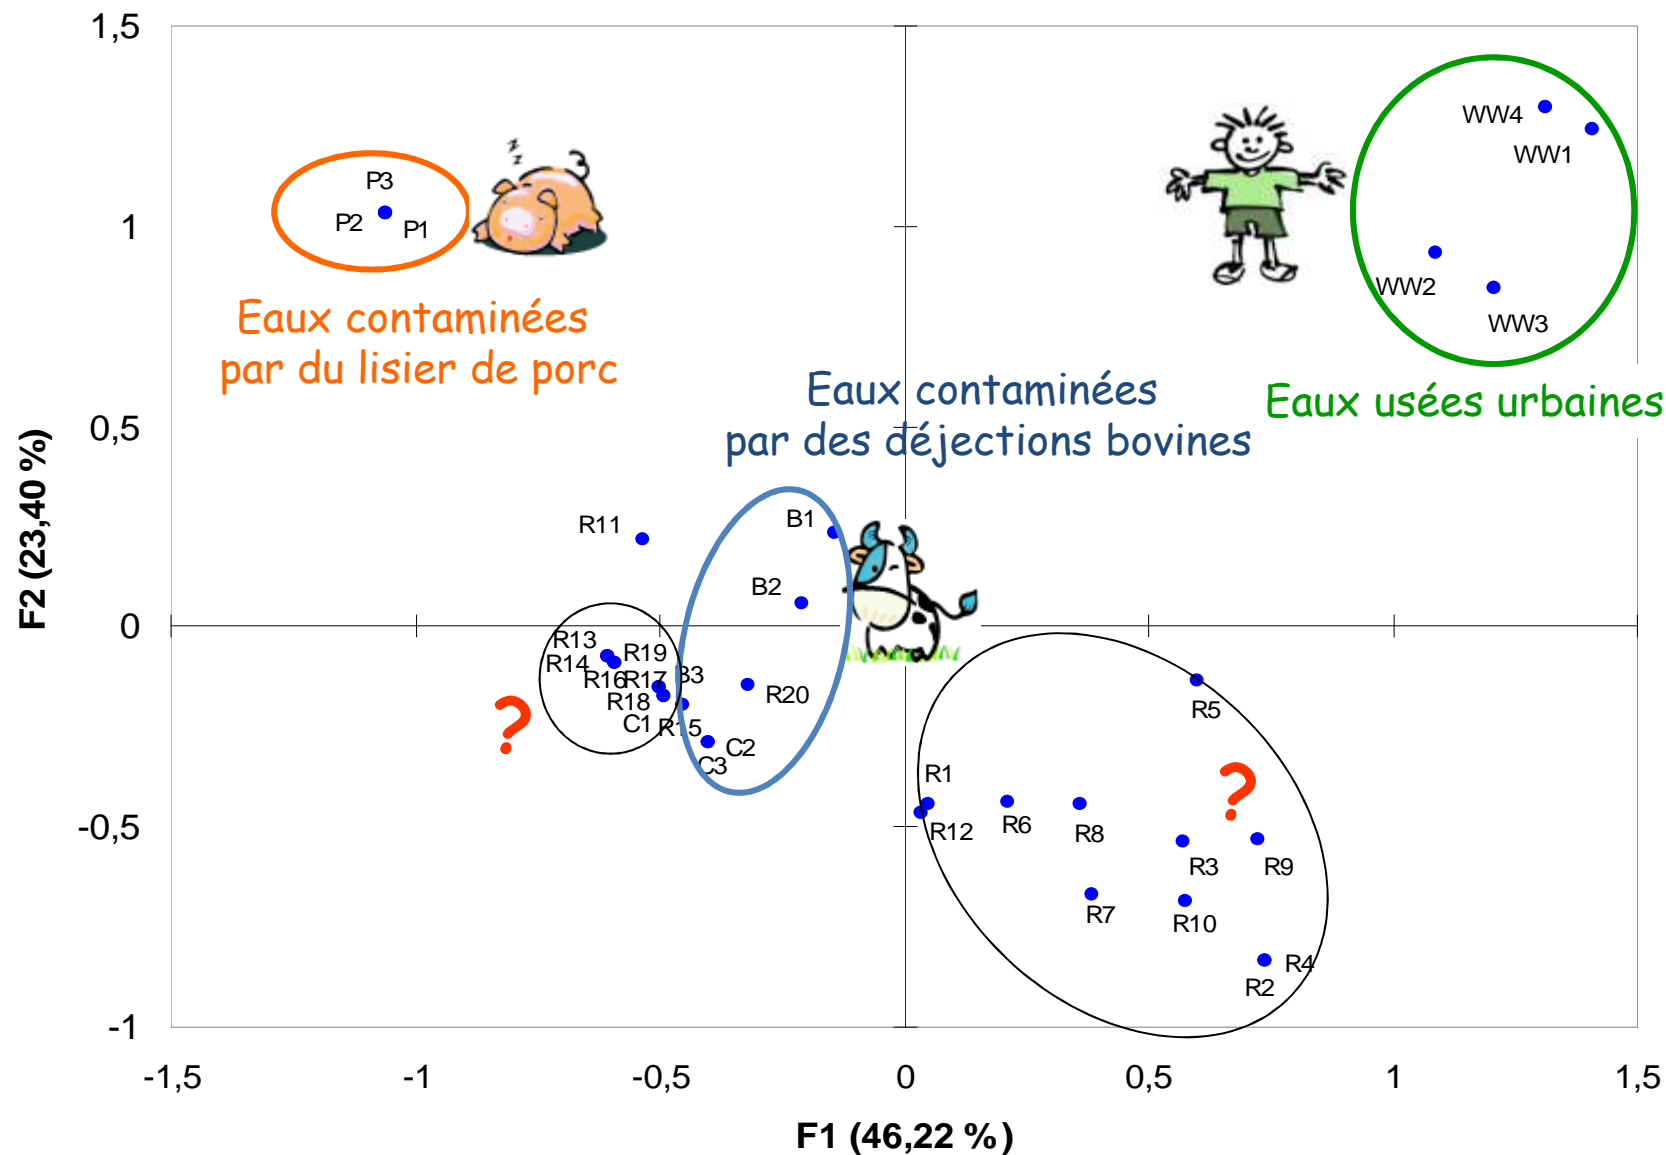 1,5
WW4
WW1
z
z
P3
P2
P1
1
WW2
WW3
Eaux contaminées
par du lisier de porc
Eaux contaminées
par des déjections bovines
Eaux usées urbaines
0,5
R11
B1
B2
0
R13
R19
R14
R16
R17
B3
R18
R20
C1
R15
C2
C3
?
R5
R1
?
R12
R6
R8
-0,5
R3
R9
R7
R10
R4
R2
-1
-1,5
-1
-0,5
0
0,5
1
1,5
F1 (46,22 %)
F2 (23,40 %)